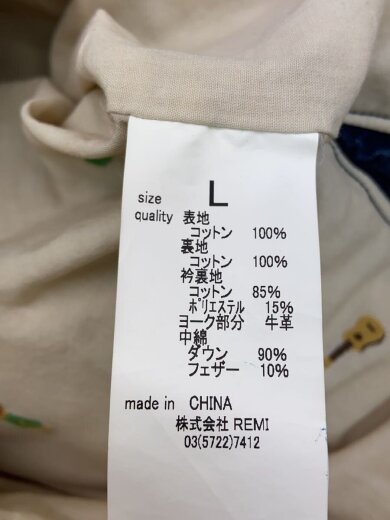 size L
quality 表地
コットン 100%
裏地
コットン 100%
衿裏地
コットン 85%
ポリエステル 15%
ヨーク部分 牛革
中綿
ダウン 90%
フェザー 10%
made in CHINA
株式会社 REMI
03(5722)7412